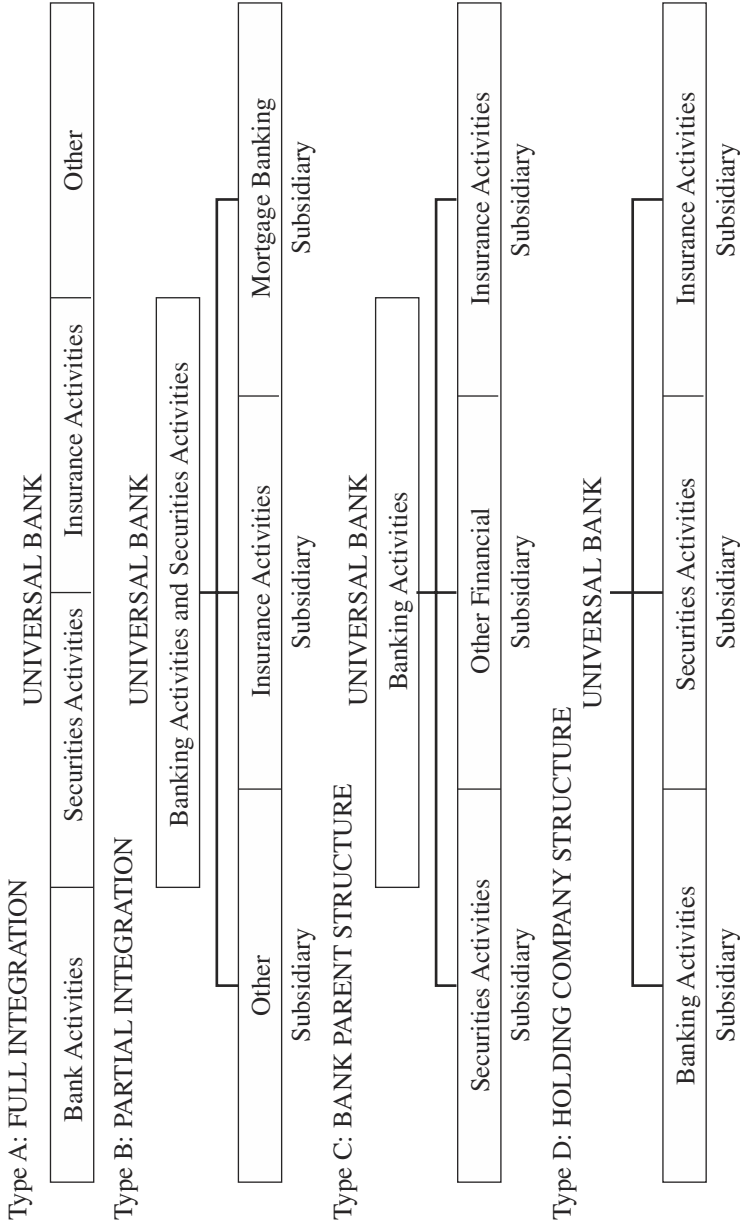 Type A: FULL INTEGRATION
UNIVERSAL BANK
Bank Activities Securities Activities Insurance Activities Other
Type B: PARTIAL INTEGRATION
UNIVERSAL BANK
Banking Activities and Securities Activities
Other Insurance Activities Mortgage Banking
Subsidiary Subsidiary Subsidiary
Type C: BANK PARENT STRUCTURE
UNIVERSAL BANK
Banking Activities
Securities Activities Other Financial Insurance Activities
Subsidiary Subsidiary Subsidiary
Type D: HOLDING COMPANY STRUCTURE
UNIVERSAL BANK
Banking Activities Securities Activities Insurance Activities
Subsidiary Subsidiary Subsidiary